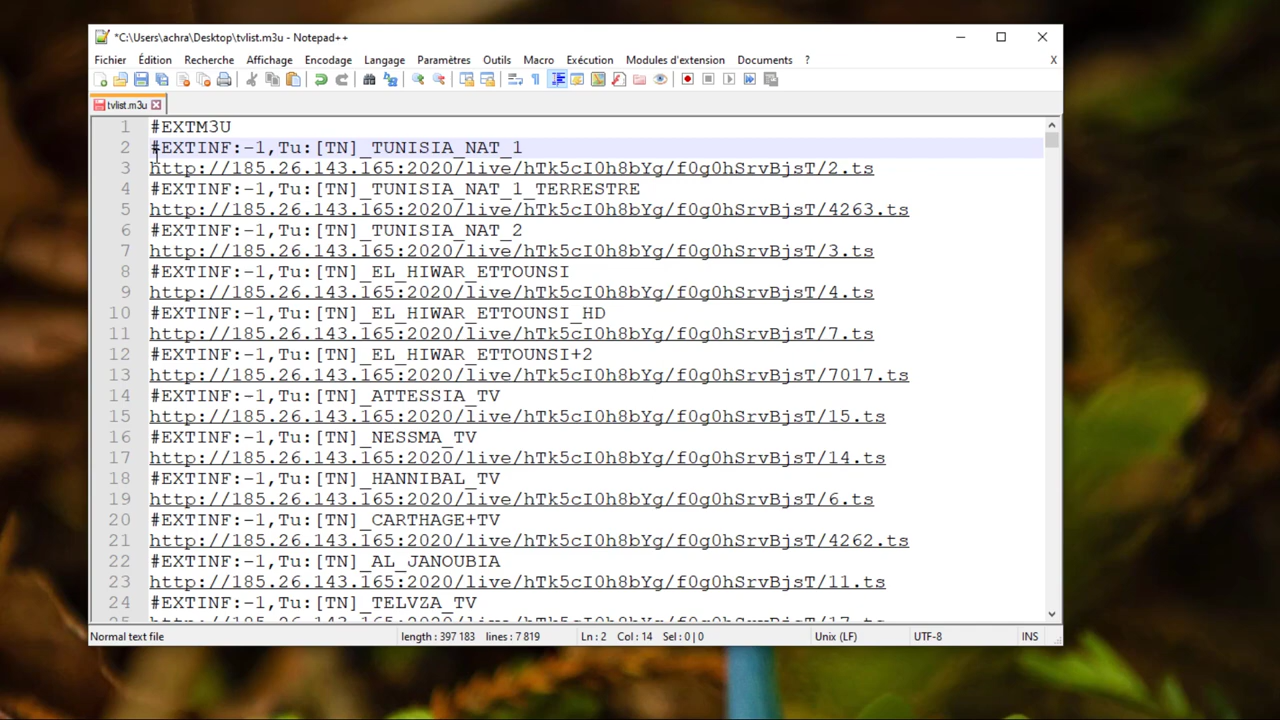 *C:\Users\achra\Desktop\tvlist.m3u - Notepad++
Fichier Édition Recherche Affichage Encodage Langage Paramètres Outils Macro Exécution Modules d'extension Documents ? X
tvlist.m3u
1 #EXTM3U
2 #EXTINF:-1,Tu:[TN]_TUNISIA_NAT_1
3 http://185.26.143.165:2020/live/hTk5cI0h8bYg/f0g0hSrvBjsT/2.ts
4 #EXTINF:-1,Tu:[TN]_TUNISIA_NAT_1_TERRESTRE
5 http://185.26.143.165:2020/live/hTk5cI0h8bYg/f0g0hSrvBjsT/4263.ts
6 #EXTINF:-1,Tu:[TN]_TUNISIA_NAT_2
7 http://185.26.143.165:2020/live/hTk5cI0h8bYg/f0g0hSrvBjsT/3.ts
8 #EXTINF:-1,Tu:[TN]_EL_HIWAR_ETTOUNSI
9 http://185.26.143.165:2020/live/hTk5cI0h8bYg/f0g0hSrvBjsT/4.ts
10 #EXTINF:-1,Tu:[TN]_EL_HIWAR_ETTOUNSI_HD
11 http://185.26.143.165:2020/live/hTk5cI0h8bYg/f0g0hSrvBjsT/7.ts
12 #EXTINF:-1,Tu:[TN]_EL_HIWAR_ETTOUNSI+2
13 http://185.26.143.165:2020/live/hTk5cI0h8bYg/f0g0hSrvBjsT/7017.ts
14 #EXTINF:-1,Tu:[TN]_ATTESSIA_TV
15 http://185.26.143.165:2020/live/hTk5cI0h8bYg/f0g0hSrvBjsT/15.ts
16 #EXTINF:-1,Tu:[TN]_NESSMA_TV
17 http://185.26.143.165:2020/live/hTk5cI0h8bYg/f0g0hSrvBjsT/14.ts
18 #EXTINF:-1,Tu:[TN]_HANNIBAL_TV
19 http://185.26.143.165:2020/live/hTk5cI0h8bYg/f0g0hSrvBjsT/6.ts
20 #EXTINF:-1,Tu:[TN]_CARTHAGE+TV
21 http://185.26.143.165:2020/live/hTk5cI0h8bYg/f0g0hSrvBjsT/4262.ts
22 #EXTINF:-1,Tu:[TN]_AL_JANOUBIA
23 http://185.26.143.165:2020/live/hTk5cI0h8bYg/f0g0hSrvBjsT/11.ts
24 #EXTINF:-1,Tu:[TN]_TELVZA_TV
Normal text file length : 397 183 lines : 7 819 Ln : 2 Col : 14 Sel : 0 | 0 Unix (LF) UTF-8 INS